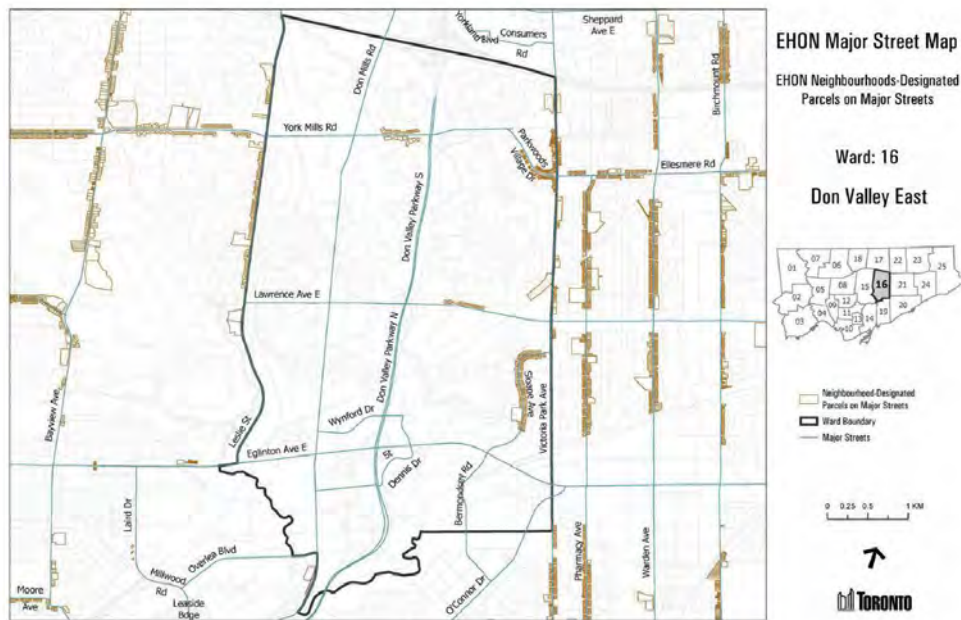 EHON Major Street Map
EHON Neighbourhoods-Designated
Parcels on Major Streets
Ward: 16
Don Valley East
01
07
06
18
17
22
23
25
05
08
15
16
21
24
02
09
12
11
13
14
19
20
03
04
10
Neighbourhood-Designated
Parcels on Major Streets
Ward Boundary
Major Streets
0 0.25 0.5 1 KM
TORONTO
Yorkland
Blvd
Consumers
Rd
Sheppard
Ave E
Don Mills Rd
Birchmount Rd
York Mills Rd
Parkwoods
Village Dr
Ellesmere Rd
Don Valley Parkway S
Lawrence Ave E
Don Valley Parkway N
Bayview Ave
Leslie St
Wynford Dr
Sloane Ave
Victoria Park Ave
Eglinton Ave E
St
Dennis Dr
Bermondsey Rd
Laird Dr
Overlea Blvd
Millwood
Rd
Pharmacy Ave
Warden Ave
O'Connor Dr
Moore
Ave
Leaside
Bdge